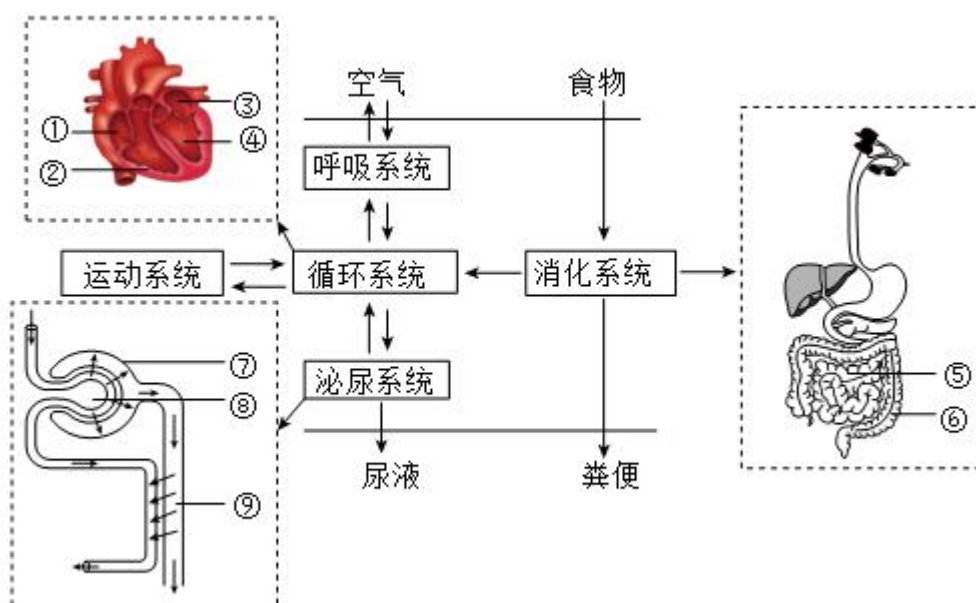 空气
食物
①
②
③
④
呼吸系统
运动系统
循环系统
消化系统
泌尿系统
⑤
⑥
⑦
⑧
⑨
尿液
粪便